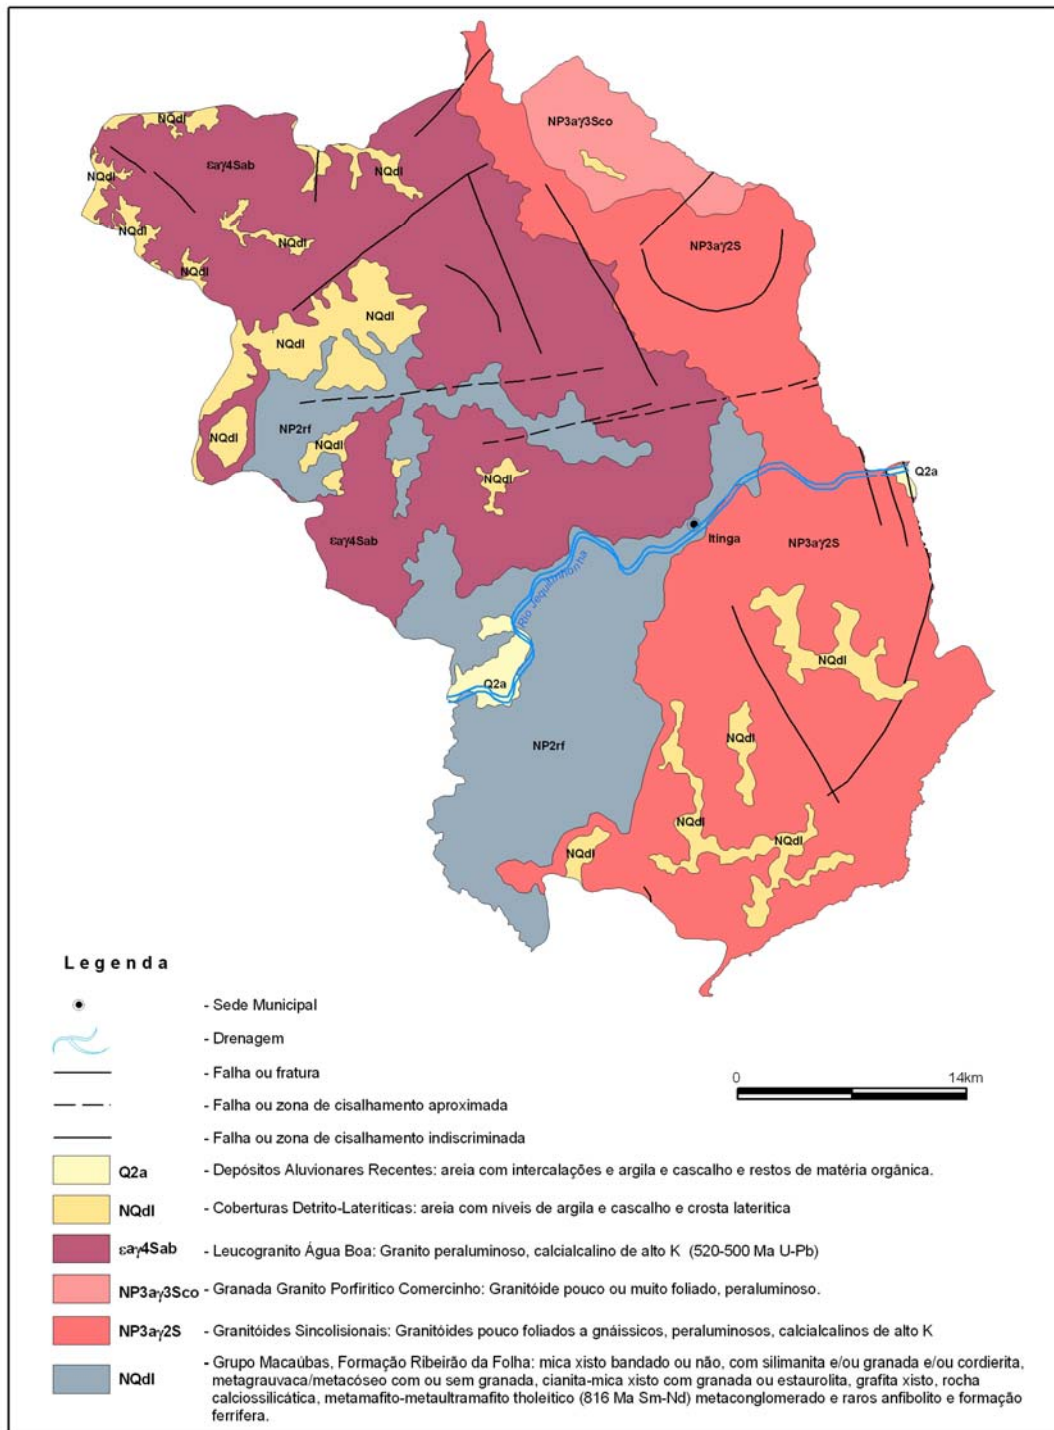 NP3aγ3Sco
NQdl
εaγ4Sab
NQdl
NQdl
NQdl
NQdl
NP3aγ2S
NQdl
NQdl
NQdl
NP2rf
NQdl
NQdl
NQdl
Q2a
εaγ4Sab
Itinga
NP3aγ2S
Rio Jequitinhonha
NQdl
Q2a
NQdl
NP2rf
NQdl
NQdl
NQdl
Legenda
- Sede Municipal
- Drenagem
0 14km
- Falha ou fratura
- Falha ou zona de cisalhamento aproximada
- Falha ou zona de cisalhamento indiscriminada
Q2a - Depósitos Aluvionares Recentes: areia com intercalações e argila e cascalho e restos de matéria orgânica.
NQdl - Coberturas Detrito-Lateríticas: areia com níveis de argila e cascalho e crosta laterítica
εaγ4Sab - Leucogranito Água Boa: Granito peraluminoso, calcialcalino de alto K (520-500 Ma U-Pb)
NP3aγ3Sco - Granada Granito Porfirítico Comercinho: Granitóide pouco ou muito foliado, peraluminoso.
NP3aγ2S - Granitóides Sincolisionais: Granitóides pouco foliados a gnáissicos, peraluminosos, calcialcalinos de alto K
NQdl - Grupo Macaúbas, Formação Ribeirão da Folha: mica xisto bandado ou não, com silimanita e/ou granada e/ou cordierita,
metagrauvaca/metacóseo com ou sem granada, cianita-mica xisto com granada ou estaurolita, grafita xisto, rocha
calciossilicática, metamafito-metaultramafito tholeítico (816 Ma Sm-Nd) metaconglomerado e raros anfibolito e formação
ferrífera.